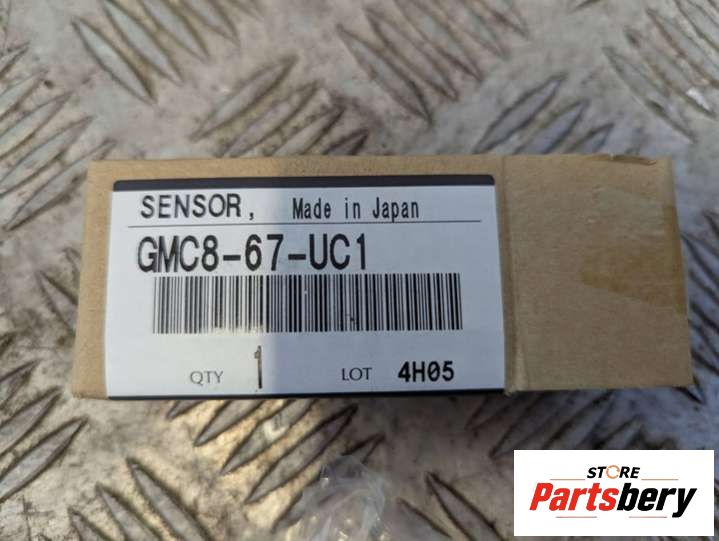 SENSOR, Made in Japan
GMC8-67-UC1
QTY 1 LOT 4H05
STORE
Partsbery